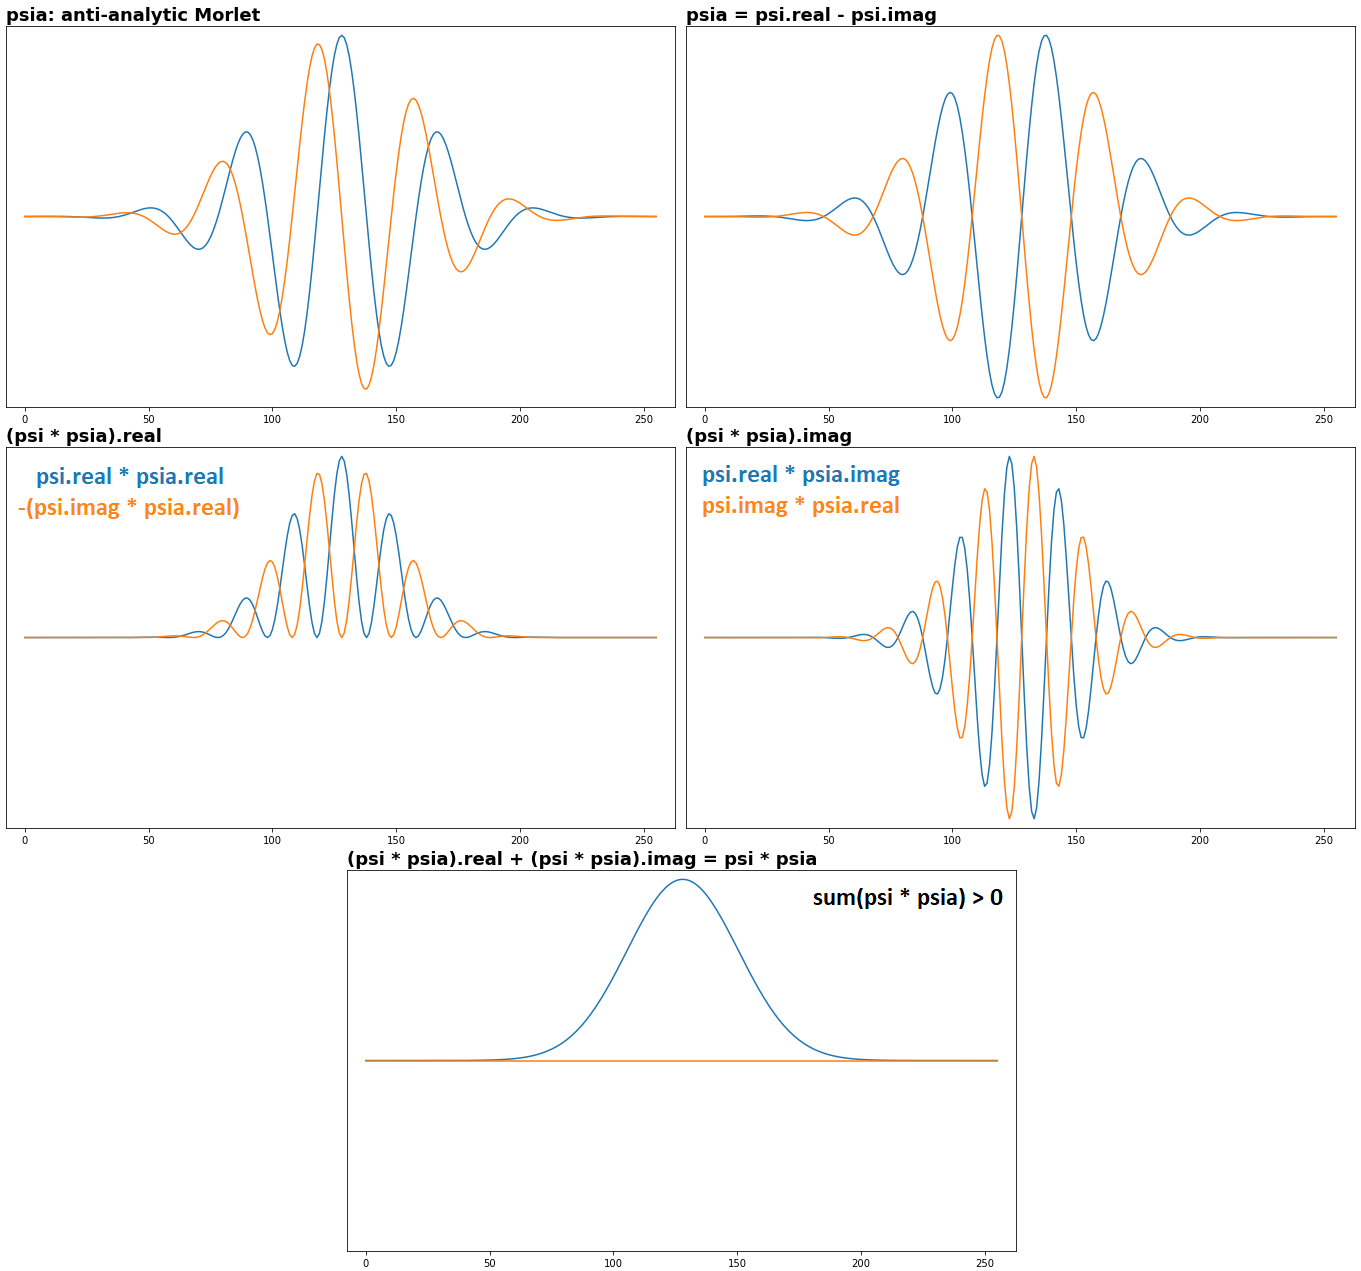 psia: anti-analytic Morlet
0 50 100 150 200 250
psia = psi.real - psi.imag
0 50 100 150 200 250
(psi * psia).real
psi.real * psia.real
-(psi.imag * psia.real)
0 50 100 150 200 250
(psi * psia).imag
psi.real * psia.imag
psi.imag * psia.real
0 50 100 150 200 250
(psi * psia).real + (psi * psia).imag = psi * psia
sum(psi * psia) > 0
0 50 100 150 200 250